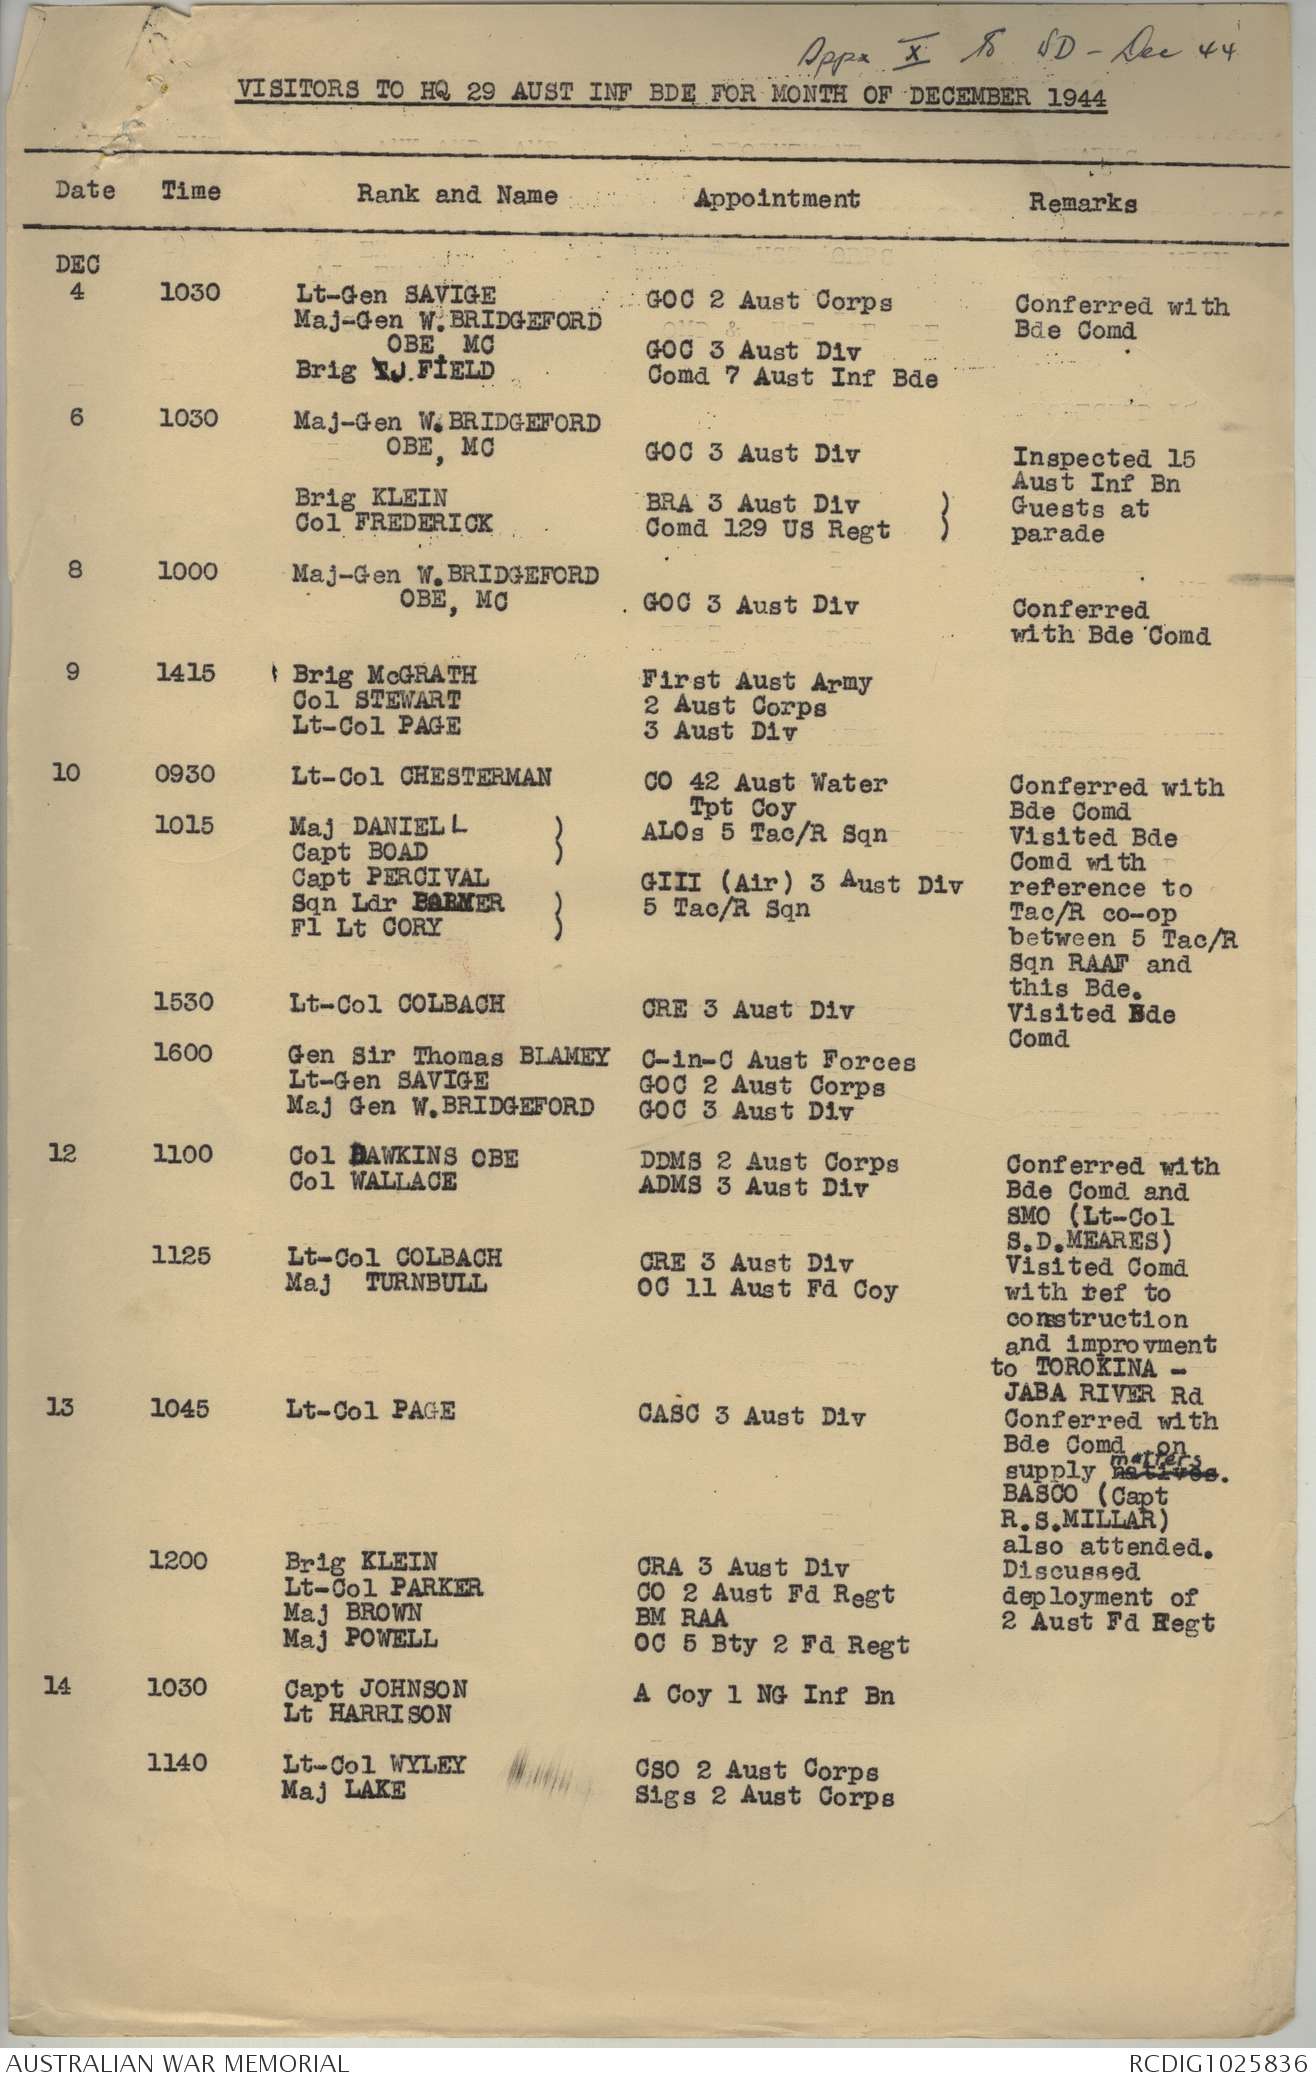 Appx X to WD - Dec 44
VISITORS TO HQ 29 AUST INF BDE FOR MONTH OF DECEMBER 1944
Date Time Rank and Name Appointment Remarks
DEC
4 1030 Lt-Gen SAVIGE GOC 2 Aust Corps Conferred with
Maj-Gen W.BRIDGEFORD Bde Comd
OBE MC GOC 3 Aust Div
Brig J.FIELD Comd 7 Aust Inf Bde
6 1030 Maj-Gen W.BRIDGEFORD
OBE, MC GOC 3 Aust Div Inspected 15
Aust Inf Bn
Brig KLEIN BRA 3 Aust Div ) Guests at
Col FREDERICK Comd 129 US Regt ) parade
8 1000 Maj-Gen W.BRIDGEFORD
OBE, MC GOC 3 Aust Div Conferred
with Bde Comd
9 1415 Brig McGRATH First Aust Army
Col STEWART 2 Aust Corps
Lt-Col PAGE 3 Aust Div
10 0930 Lt-Col CHESTERMAN CO 42 Aust Water Conferred with
Tpt Coy Bde Comd
1015 Maj DANIELL ) ALOs 5 Tac/R Sqn Visited Bde
Capt BOAD ) Comd with
Capt PERCIVAL GIII (Air) 3 Aust Div reference to
Sqn Ldr ) 5 Tac/R Sqn Tac/R co-op
Fl Lt CORY ) between 5 Tac/R
Sqn RAAF and
this Bde.
1530 Lt-Col COLBACH CRE 3 Aust Div Visited Bde
Comd
1600 Gen Sir Thomas BLAMEY C-in-C Aust Forces
Lt-Gen SAVIGE GOC 2 Aust Corps
Maj Gen W.BRIDGEFORD GOC 3 Aust Div
12 1100 Col DAWKINS OBE DDMS 2 Aust Corps Conferred with
Col WALLACE ADMS 3 Aust Div Bde Comd and
SMO (Lt-Col
S.D.MEARES)
1125 Lt-Col COLBACH CRE 3 Aust Div Visited Comd
Maj TURNBULL OC 11 Aust Fd Coy with ref to
construction
and improvment
to TOROKINA -
JABA RIVER Rd
13 1045 Lt-Col PAGE CASC 3 Aust Div Conferred with
Bde Comd on
supply natives matters.
BASCO (Capt
R.S.MILLAR)
also attended.
1200 Brig KLEIN CRA 3 Aust Div Discussed
Lt-Col PARKER CO 2 Aust Fd Regt deployment of
Maj BROWN BM RAA 2 Aust Fd Regt
Maj POWELL OC 5 Bty 2 Fd Regt
14 1030 Capt JOHNSON A Coy 1 NG Inf Bn
Lt HARRISON
1140 Lt-Col WYLEY CSO 2 Aust Corps
Maj LAKE Sigs 2 Aust Corps
AUSTRALIAN WAR MEMORIAL RCDIG1025836